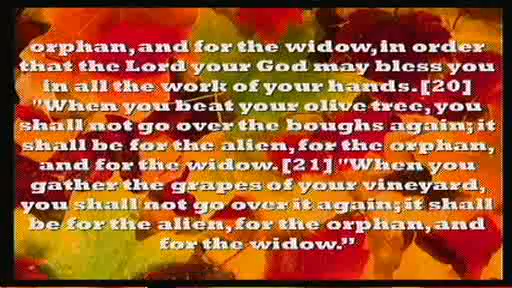 orphan, and for the widow, in order
that the Lord your God may bless you
in all the work of your hands. [20]
"When you beat your olive tree, you
shall not go over the boughs again; it
shall be for the alien, for the orphan,
and for the widow. [21] "When you
gather the grapes of your vineyard,
you shall not go over it again; it shall
be for the alien, for the orphan, and
for the widow."